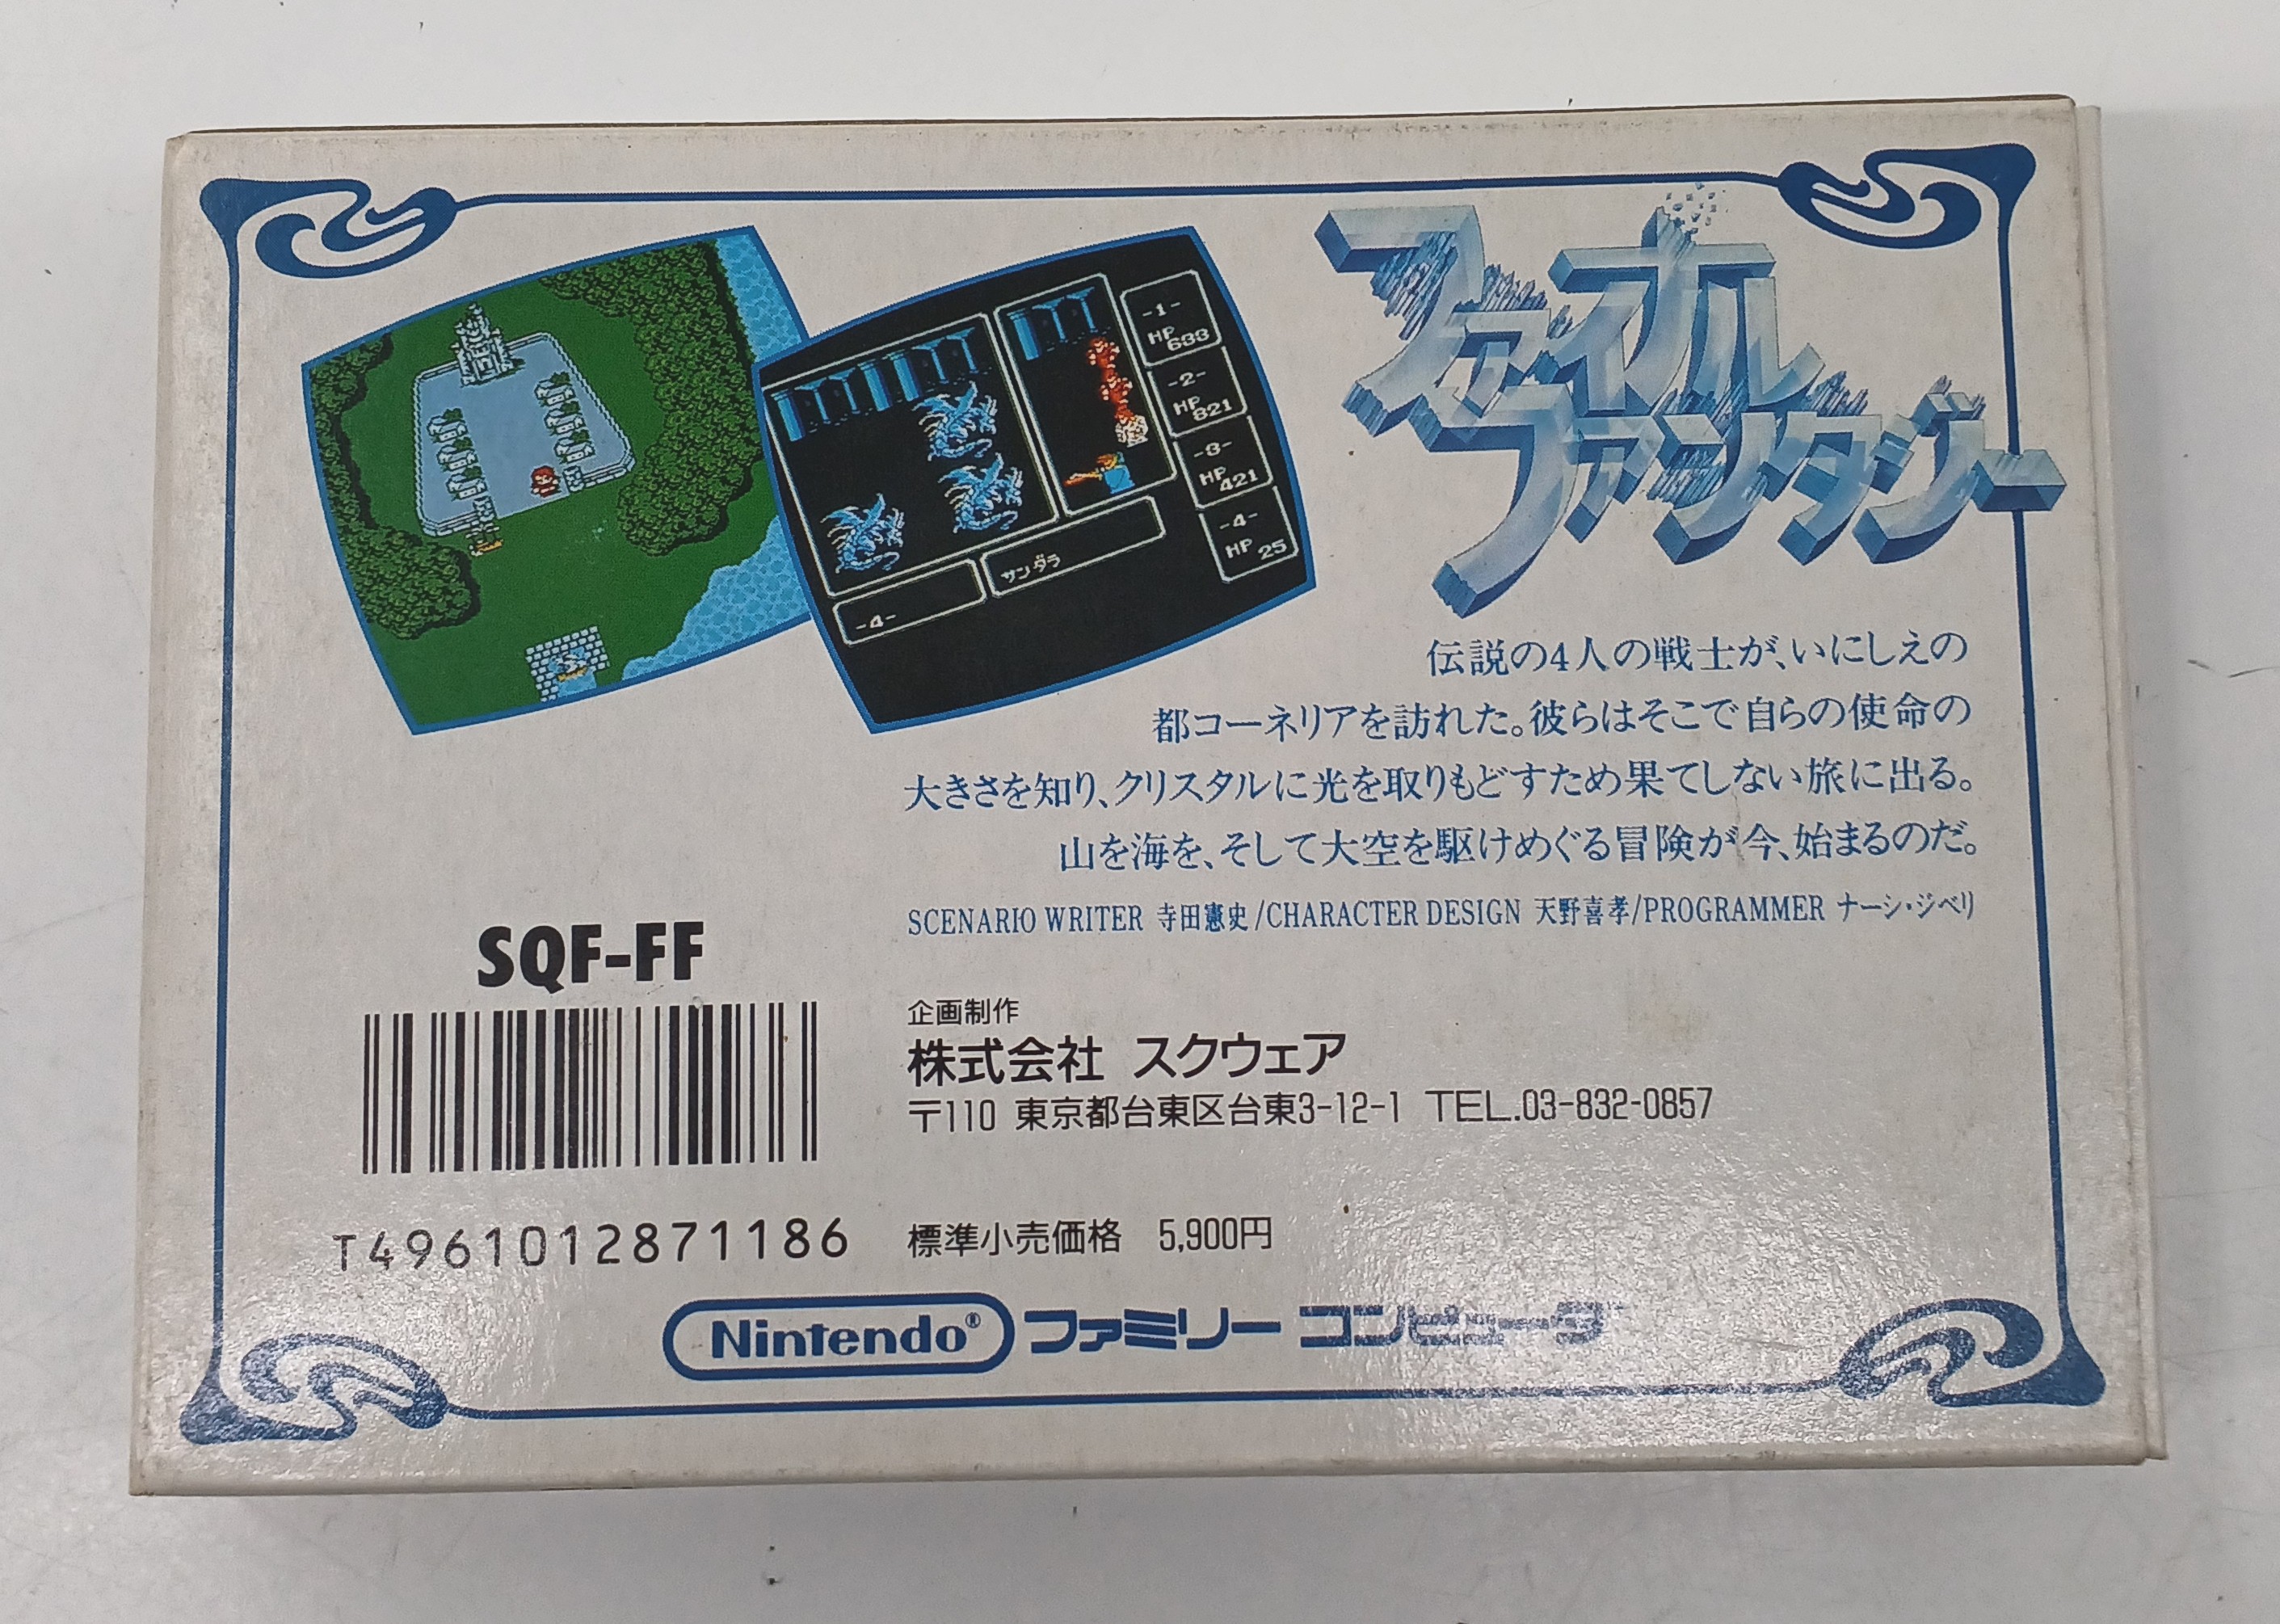 ファイナル
ファンタジー
-1-
HP
688
-2-
HP
821
-3-
HP
421
-4-
HP 25
-4-
サンダラ
伝説の4人の戦士が、いにしえの
都コーネリアを訪れた。彼らはそこで自らの使命の
大きさを知り、クリスタルに光を取りもどすため果てしない旅に出る。
山を海を、そして大空を駆けめぐる冒険が今、始まるのだ。
SCENARIO WRITER 寺田憲史/CHARACTER DESIGN 天野喜孝/PROGRAMMER ナーシ・ジベリ
SQF-FF
企画制作
株式会社 スクウェア
〒110 東京都台東区台東3-12-1 TEL.03-832-0857
T4961012871186
標準小売価格 5,900円
Nintendo® ファミリー コンピュータ™